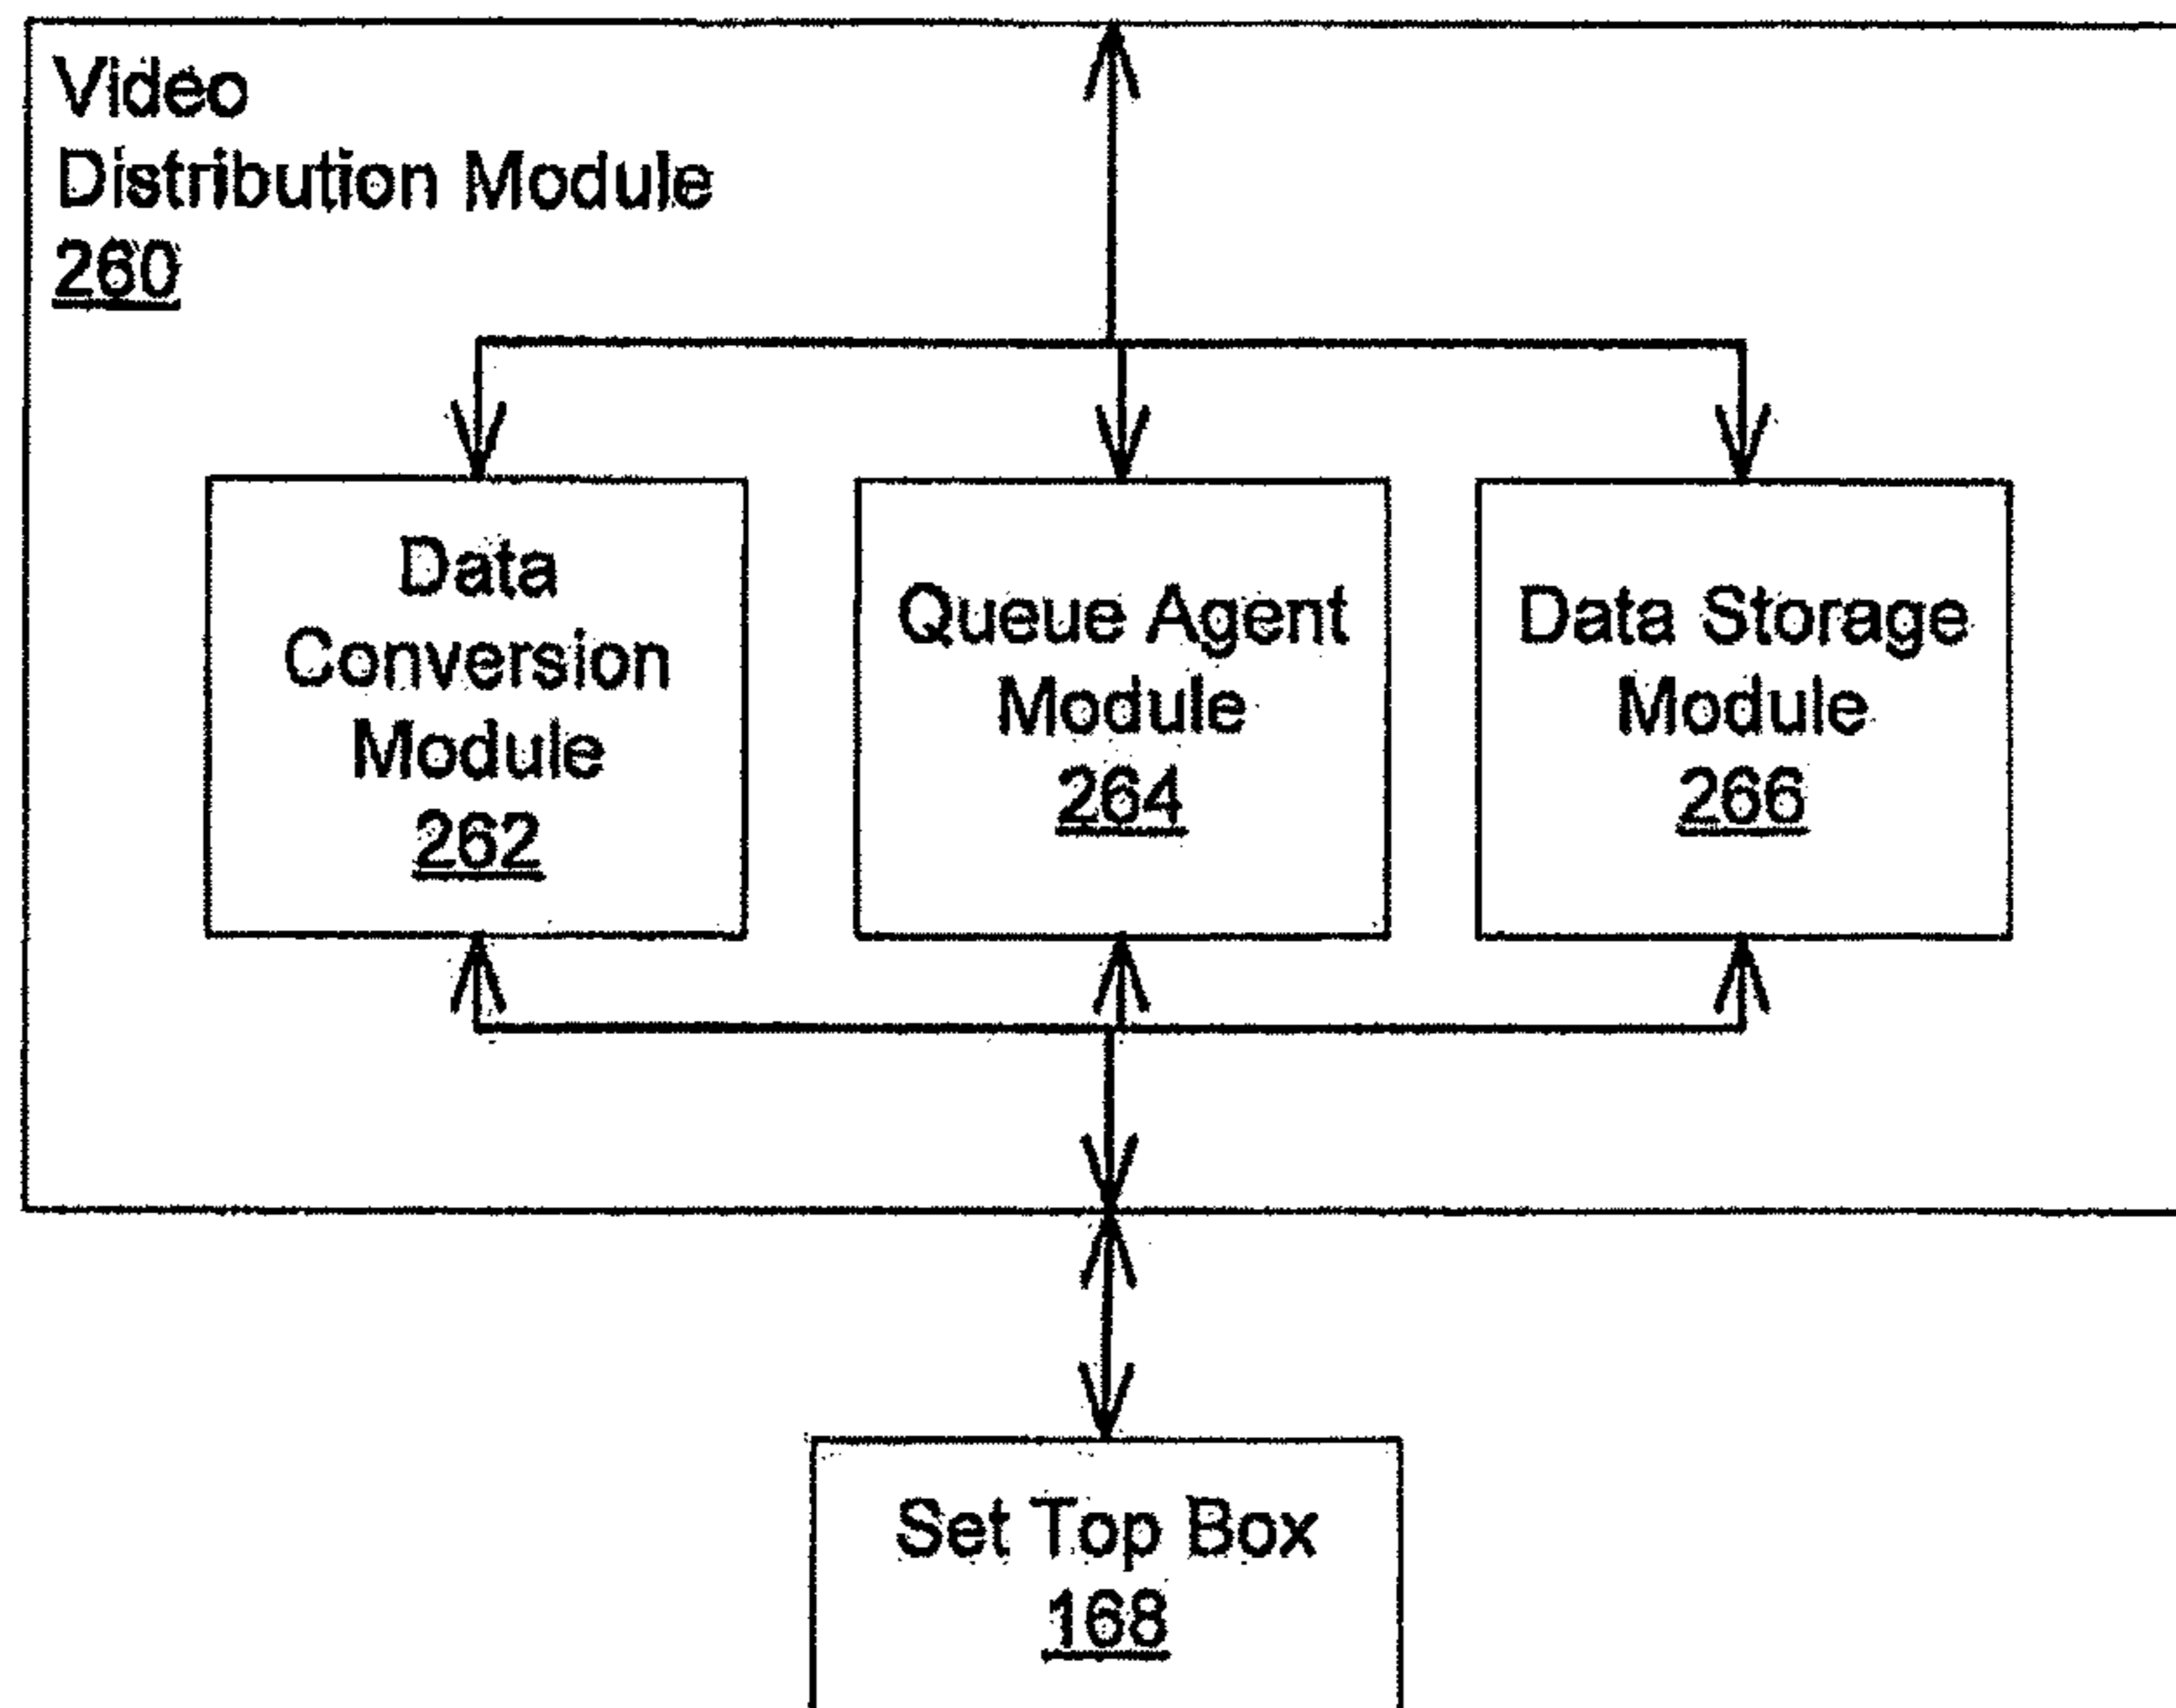 Video
Distribution Module
260
Data
Conversion
Module
262
Queue Agent
Module
264
Data Storage
Module
266
Set Top Box
168